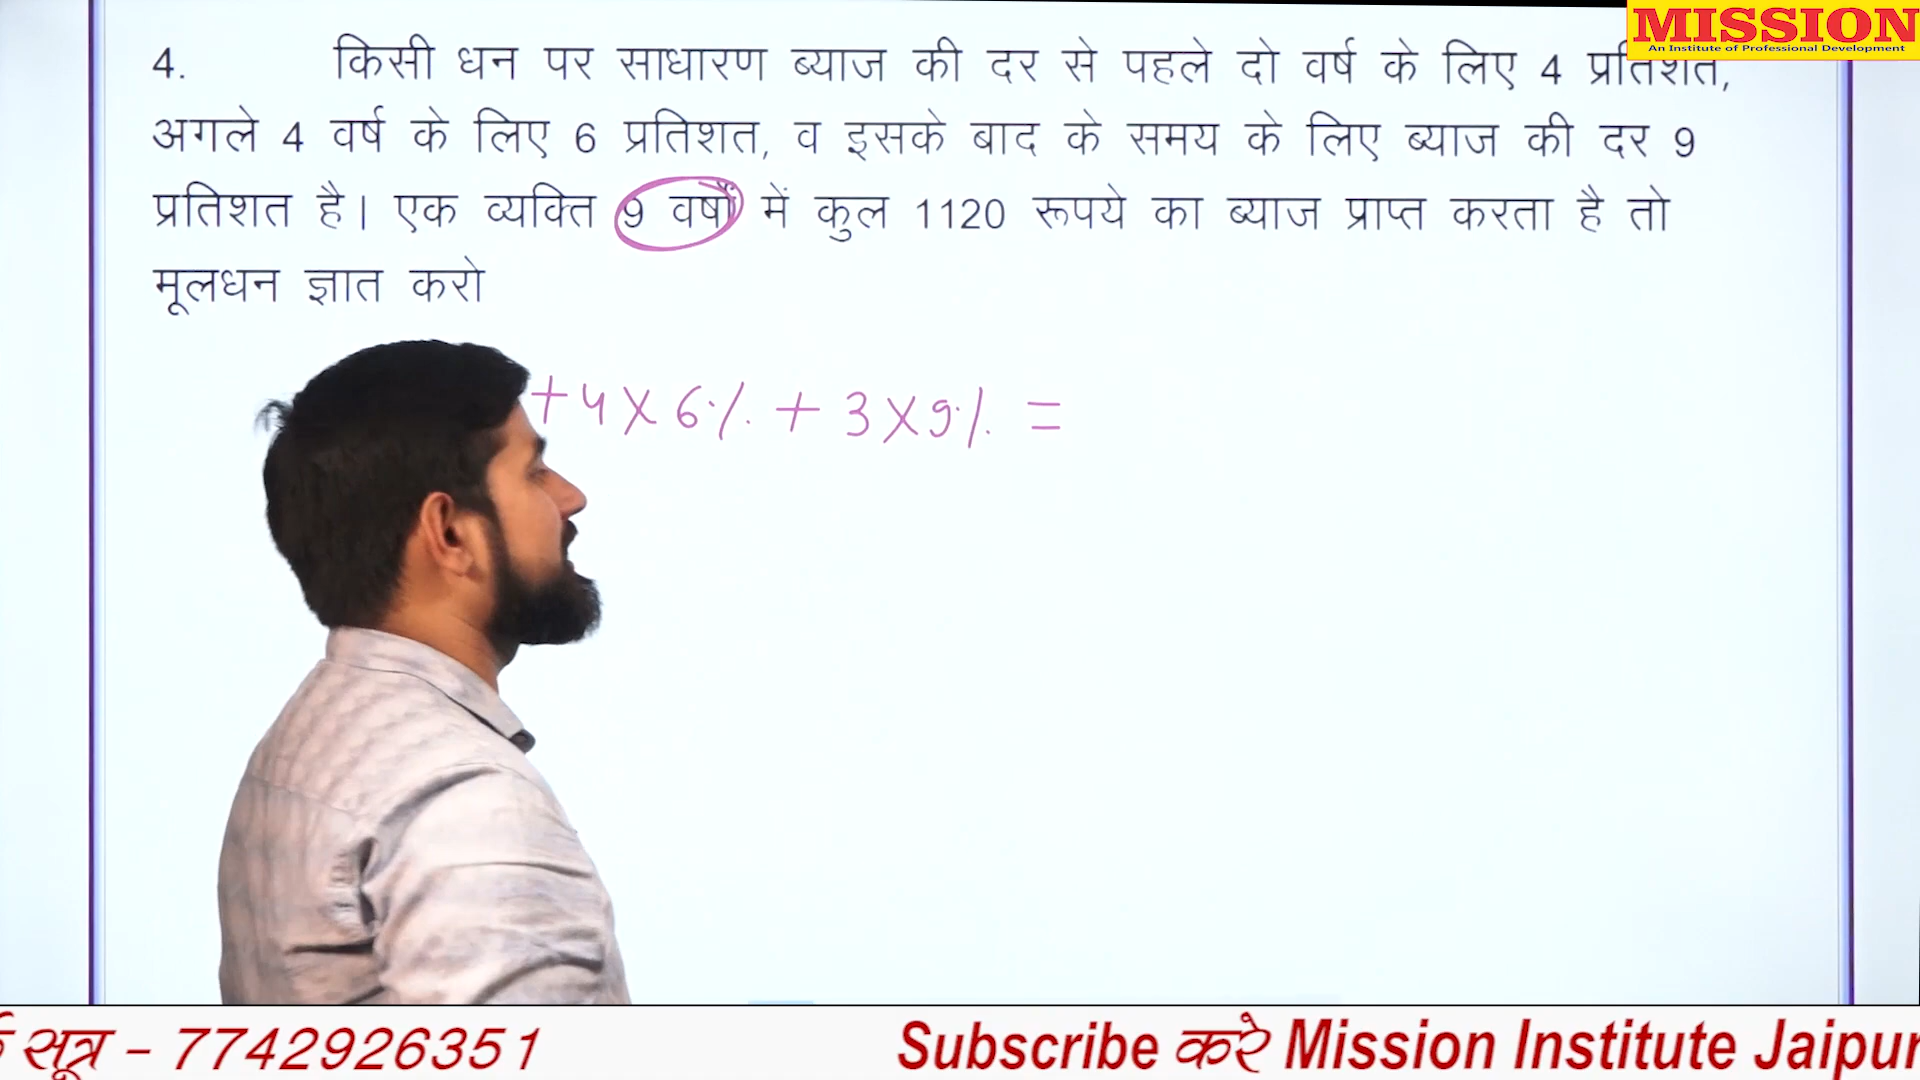 MISSION
An Institute of Professional Development
4. किसी धन पर साधारण ब्याज की दर से पहले दो वर्ष के लिए 4 प्रतिशत,
अगले 4 वर्ष के लिए 6 प्रतिशत, व इसके बाद के समय के लिए ब्याज की दर 9
प्रतिशत है। एक व्यक्ति 9 वर्षों में कुल 1120 रूपये का ब्याज प्राप्त करता है तो
मूलधन ज्ञात करो
+4×6% + 3×9% =
सूत्र – 7742926351 Subscribe करे Mission Institute Jaipur